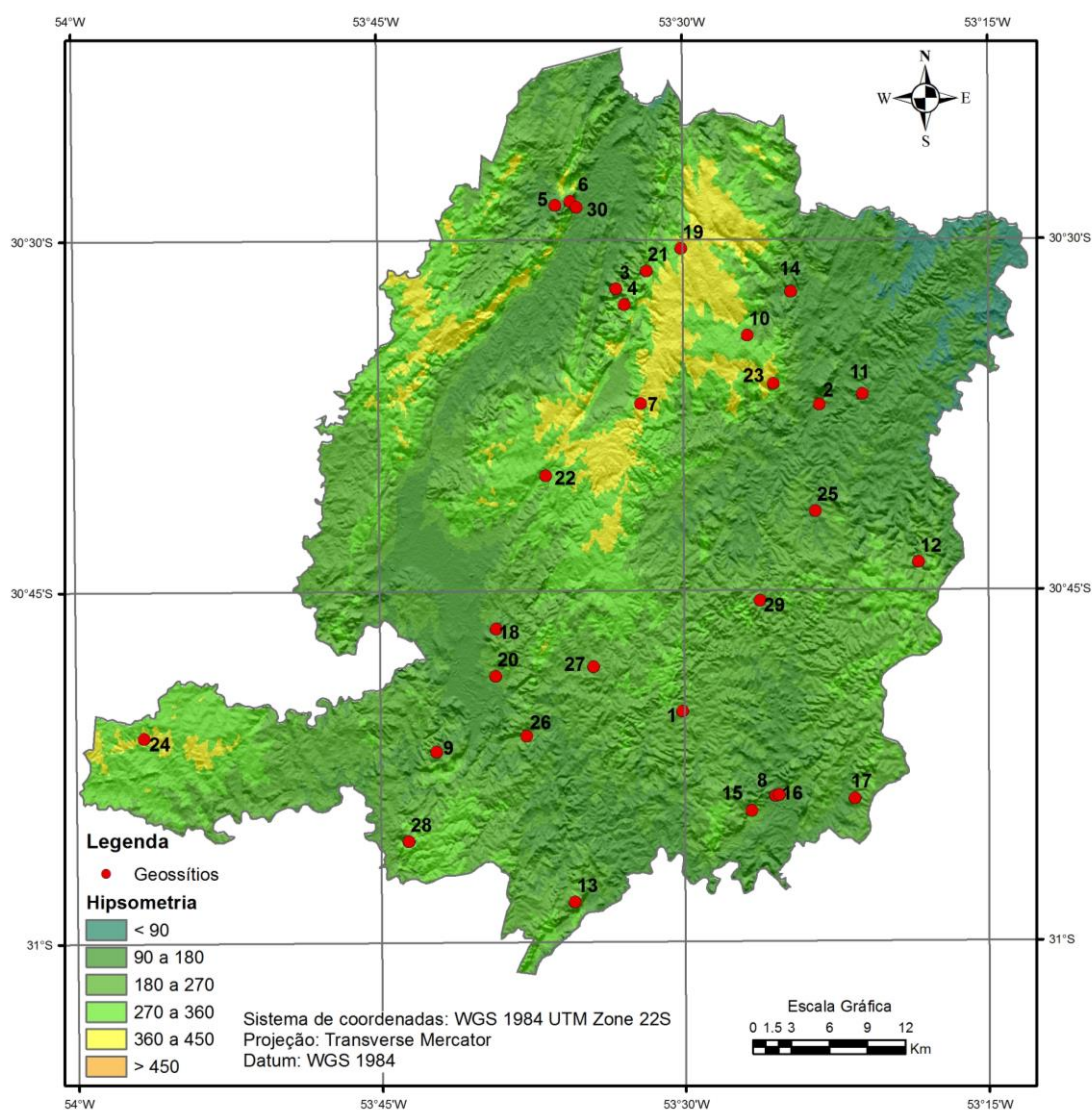 54°W 53°45'W 53°30'W 53°15'W
N
W E
S
6
5
30
30°30'S 30°30'S
19
21
14
3
4
10
23
11
2
7
22
25
12
30°45'S 30°45'S
29
18
27
20
1
26
24
9
8
15 16 17
28
13
31°S 31°S
Legenda
Geossítios
Hipsometria
< 90
90 a 180
180 a 270
270 a 360
360 a 450
> 450
Sistema de coordenadas: WGS 1984 UTM Zone 22S
Projeção: Transverse Mercator
Datum: WGS 1984
Escala Gráfica
0 1.5 3 6 9 12
Km
54°W 53°45'W 53°30'W 53°15'W